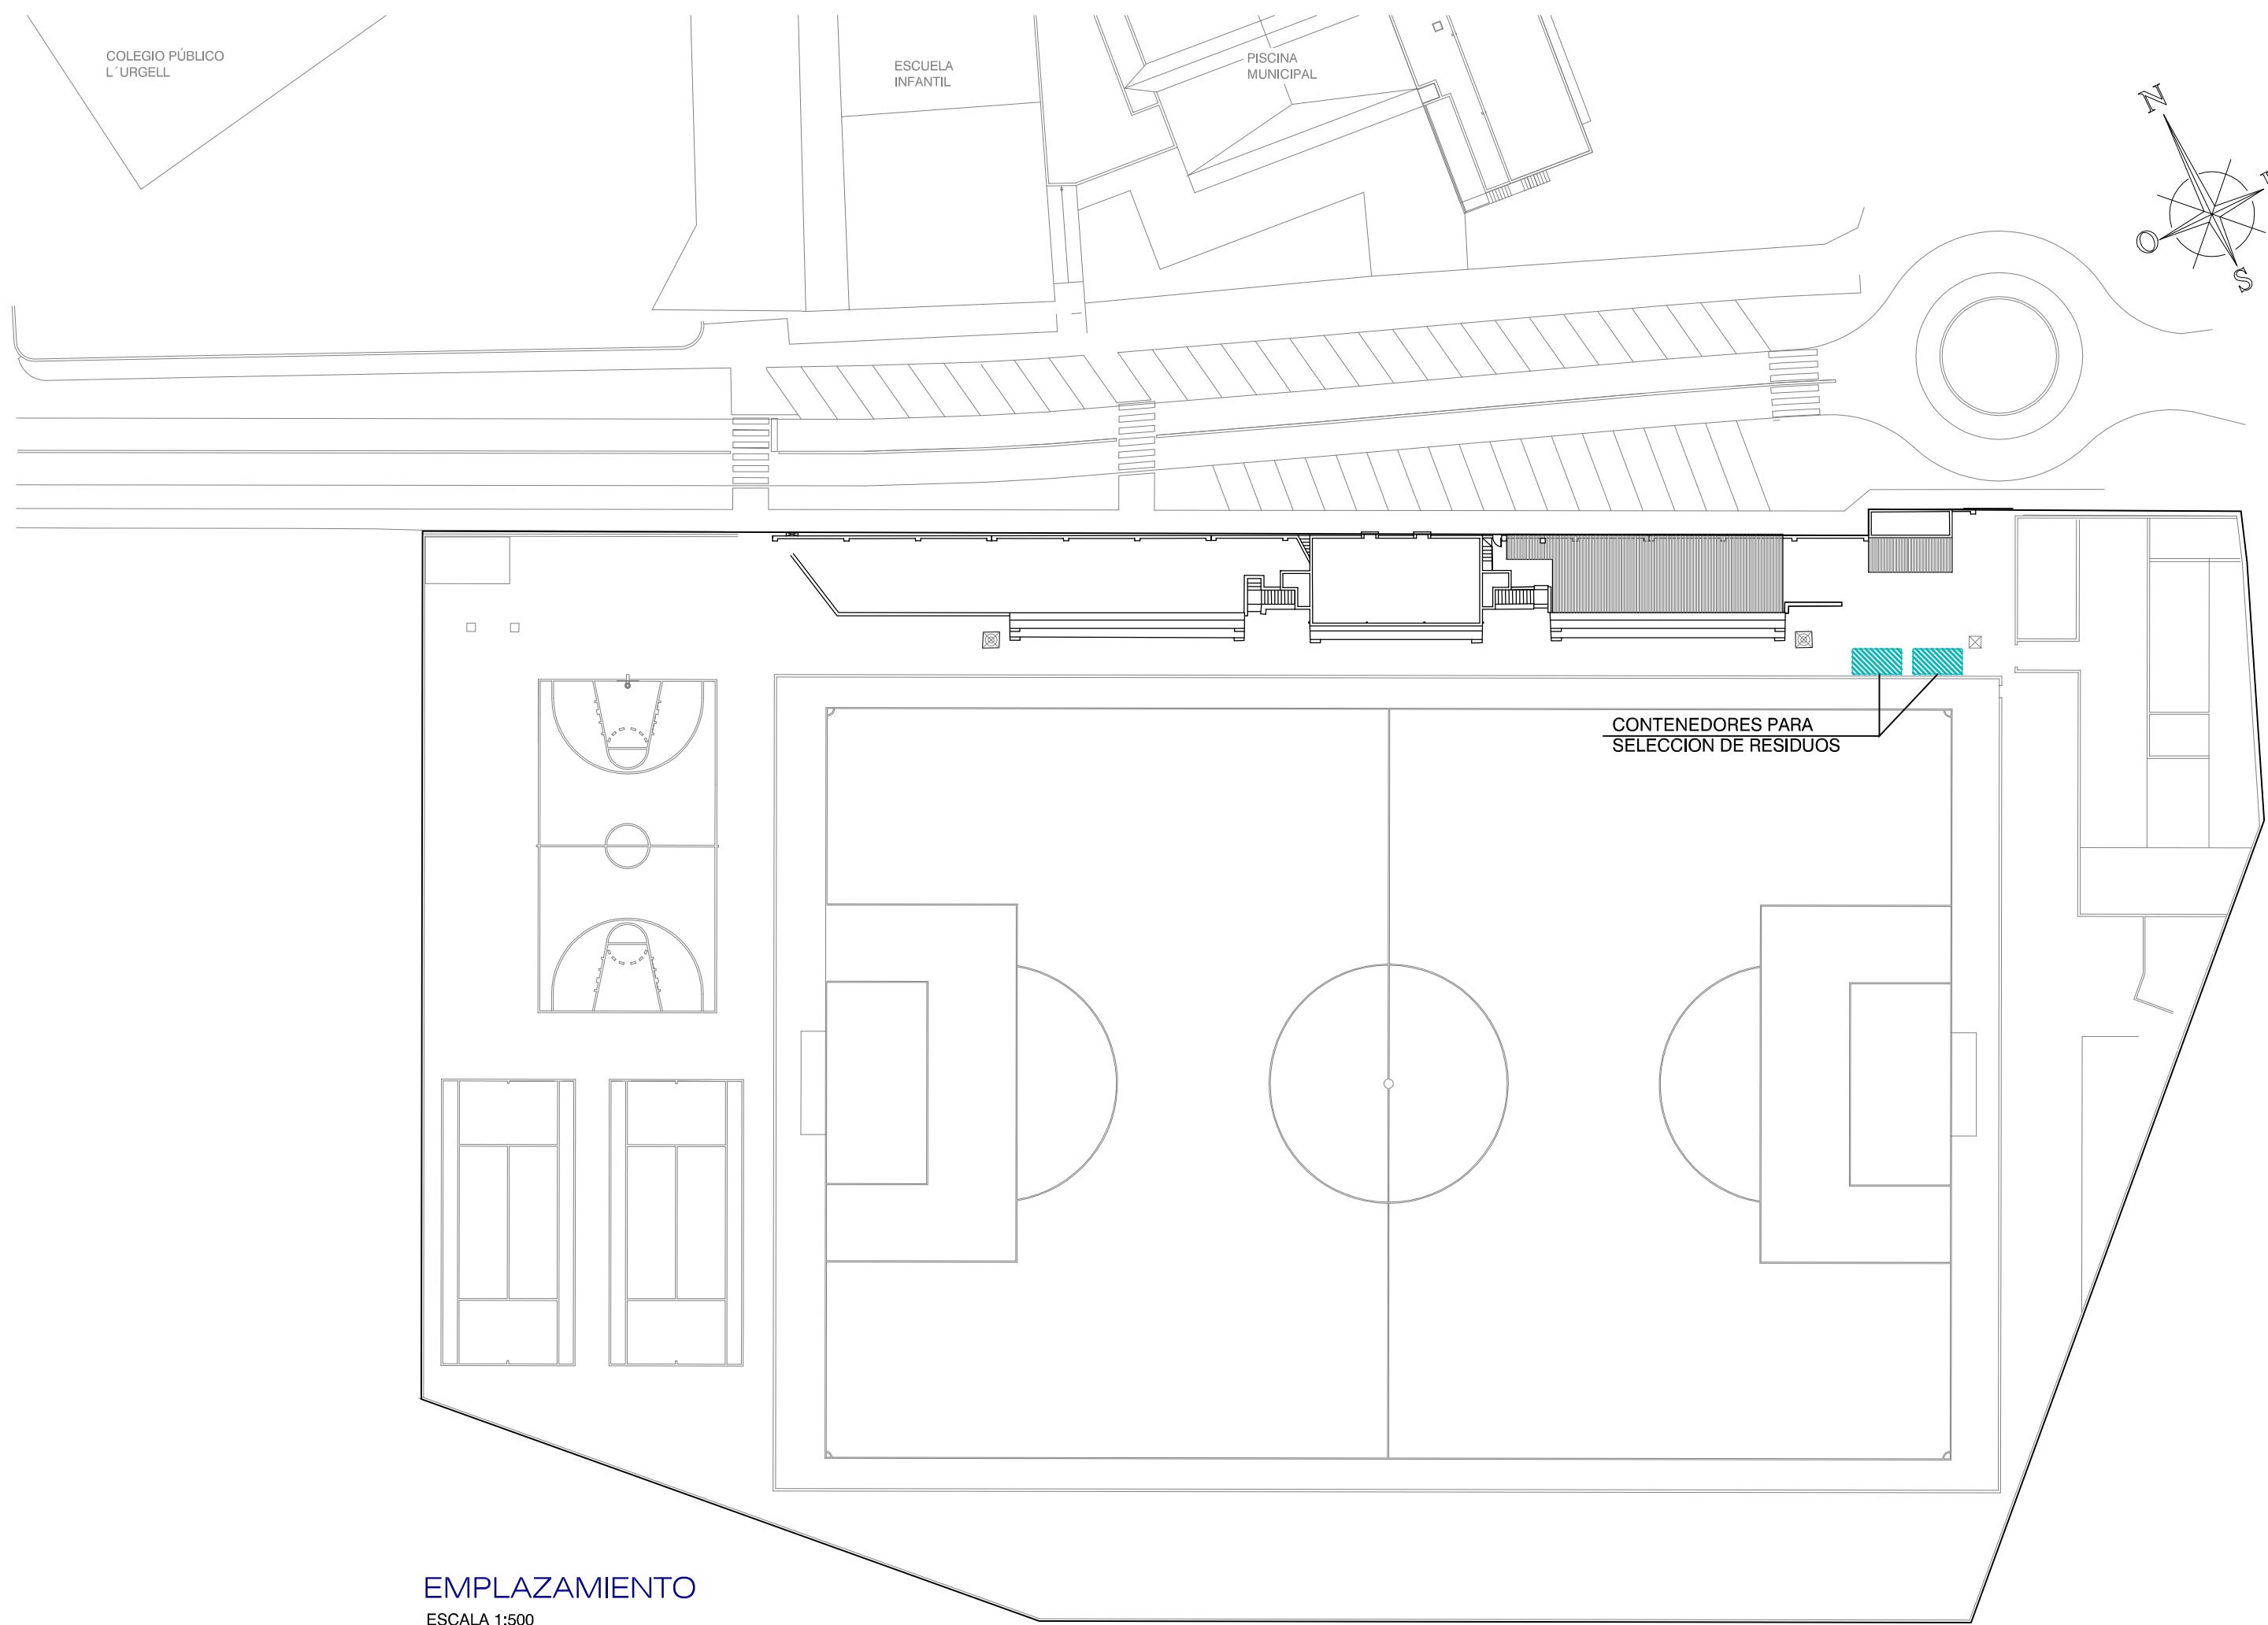 COLEGIO PÚBLICO
L´URGELL
ESCUELA
INFANTIL
PISCINA
MUNICIPAL
N
O
S
CONTENEDORES PARA
SELECCION DE RESIDUOS
EMPLAZAMIENTO
ESCALA 1:500